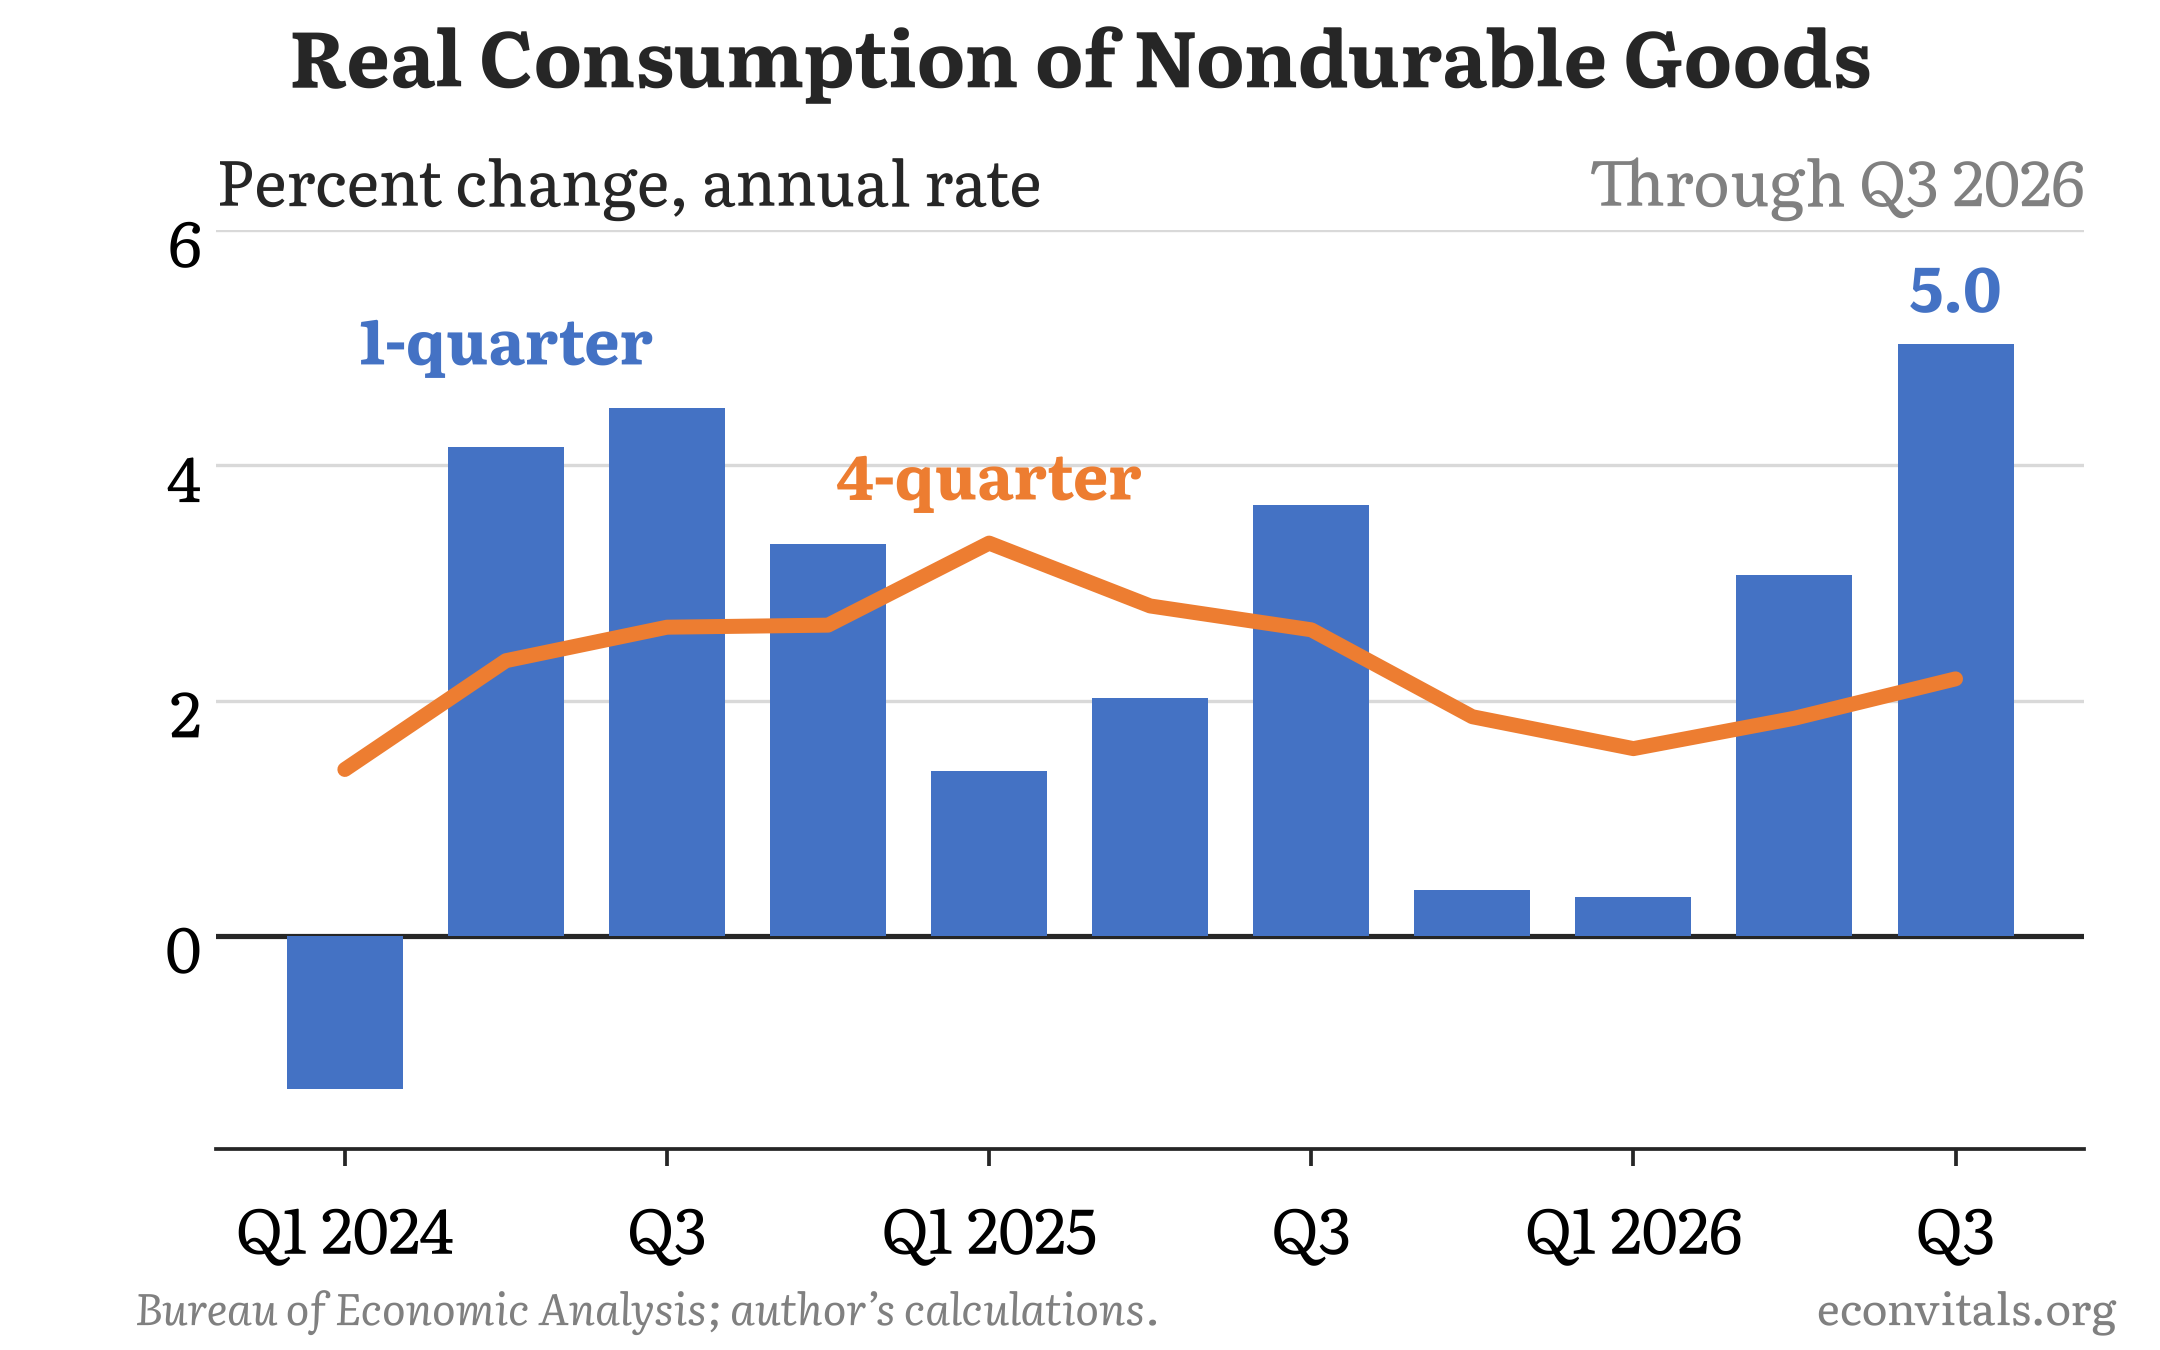 Real Consumption of Nondurable Goods
Percent change, annual rate
Through Q3 2026
6
5.0
1-quarter
4
4-quarter
2
0
Q1 2024 Q3 Q1 2025 Q3 Q1 2026 Q3
Bureau of Economic Analysis; author’s calculations.
econvitals.org